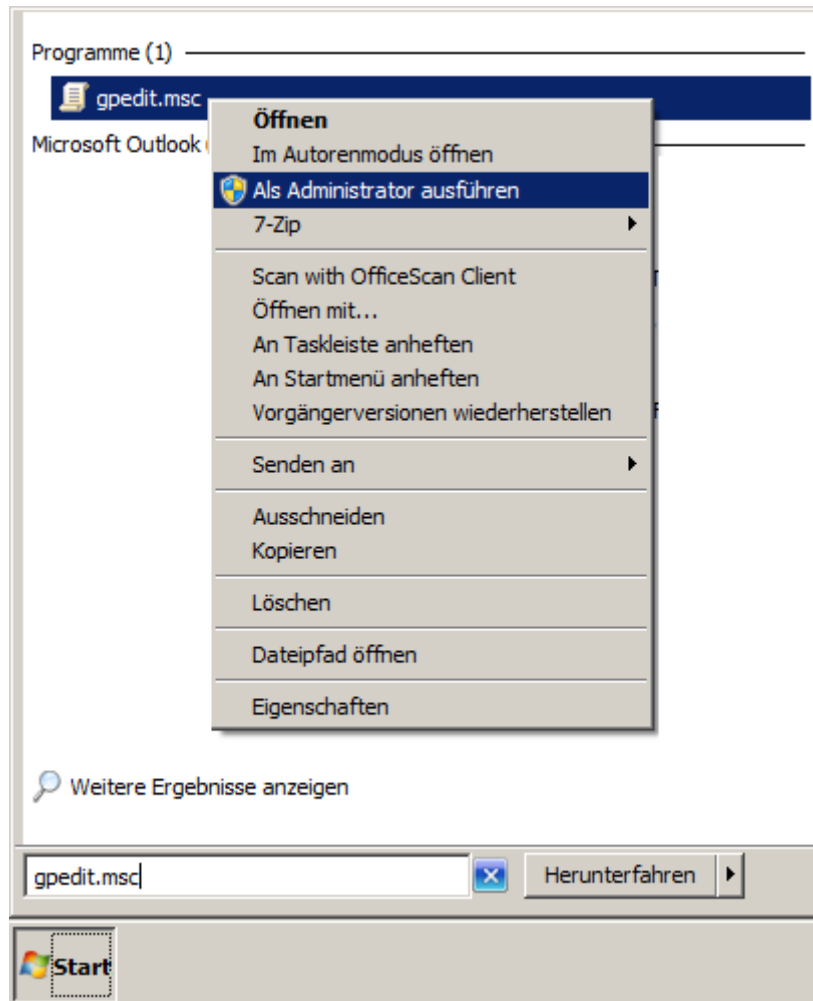 Programme (1)
gpedit.msc
Microsoft Outlook
Öffnen
Im Autorenmodus öffnen
Als Administrator ausführen
7-Zip
Scan with OfficeScan Client
Öffnen mit...
An Taskleiste anheften
An Startmenü anheften
Vorgängerversionen wiederherstellen
Senden an
Ausschneiden
Kopieren
Löschen
Dateipfad öffnen
Eigenschaften
Weitere Ergebnisse anzeigen
gpedit.msc
Herunterfahren
Start